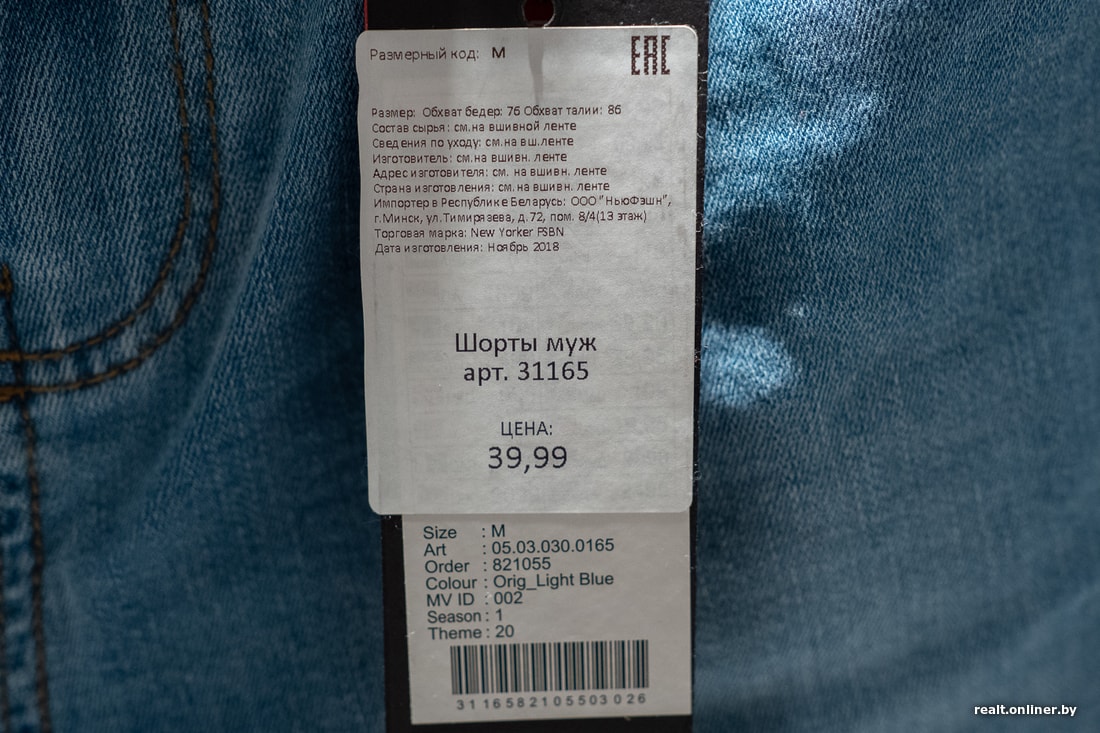 Размерный код: М
EAC
Размер: Обхват бедер: 76 Обхват талии: 86
Состав сырья: см.на вшивной ленте
Сведения по уходу: см.на вш.ленте
Изготовитель: см.на вшивн. ленте
Адрес изготовителя: см. на вшивн. ленте
Страна изготовления: см.на вшивн. ленте
Импортер в Республике Беларусь: ООО "НьюФэшн",
г.Минск, ул.Тимирязева, д.72, пом. 8/4(13 этаж)
Торговая марка: New Yorker FSBN
Дата изготовления: Ноябрь 2018
Шорты муж
арт. 31165
ЦЕНА:
39,99
Size : M
Art : 05.03.030.0165
Order : 821055
Colour : Orig_Light Blue
MV ID : 002
Season : 1
Theme : 20
3116582105503026
realt.onliner.by